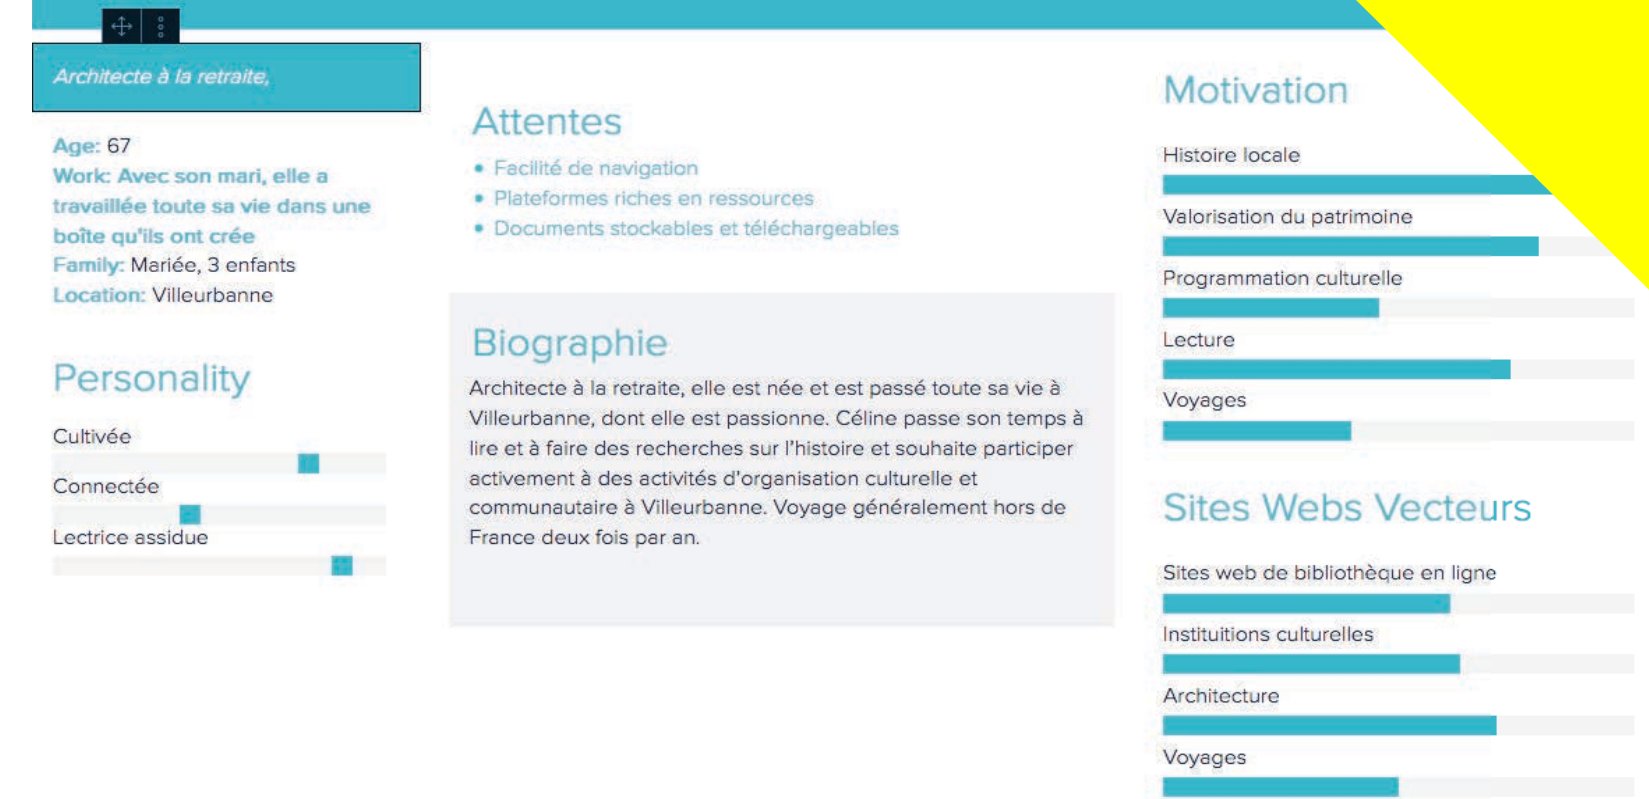 Architecte à la retraite,
Age: 67
Work: Avec son mari, elle a
travaillée toute sa vie dans une
boîte qu'ils ont crée
Family: Mariée, 3 enfants
Location: Villeurbanne
Personality
Cultivée
Connectée
Lectrice assidue
Attentes
• Facilité de navigation
• Plateformes riches en ressources
• Documents stockables et téléchargeables
Biographie
Architecte à la retraite, elle est née et est passé toute sa vie à
Villeurbanne, dont elle est passionne. Céline passe son temps à
lire et à faire des recherches sur l'histoire et souhaite participer
activement à des activités d'organisation culturelle et
communautaire à Villeurbanne. Voyage généralement hors de
France deux fois par an.
Motivation
Histoire locale
Valorisation du patrimoine
Programmation culturelle
Lecture
Voyages
Sites Webs Vecteurs
Sites web de bibliothèque en ligne
Instituitions culturelles
Architecture
Voyages